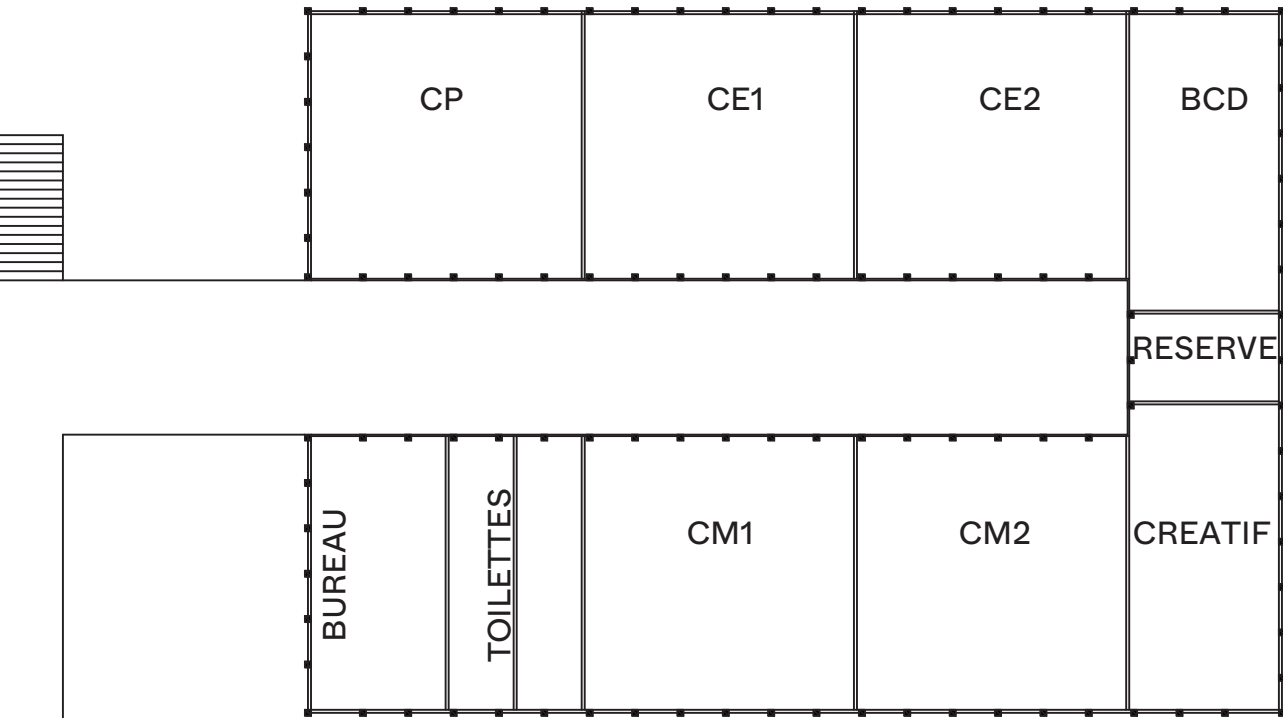 CP
CE1
CE2
BCD
RESERVE
BUREAU
TOILETTES
CM1
CM2
CREATIF